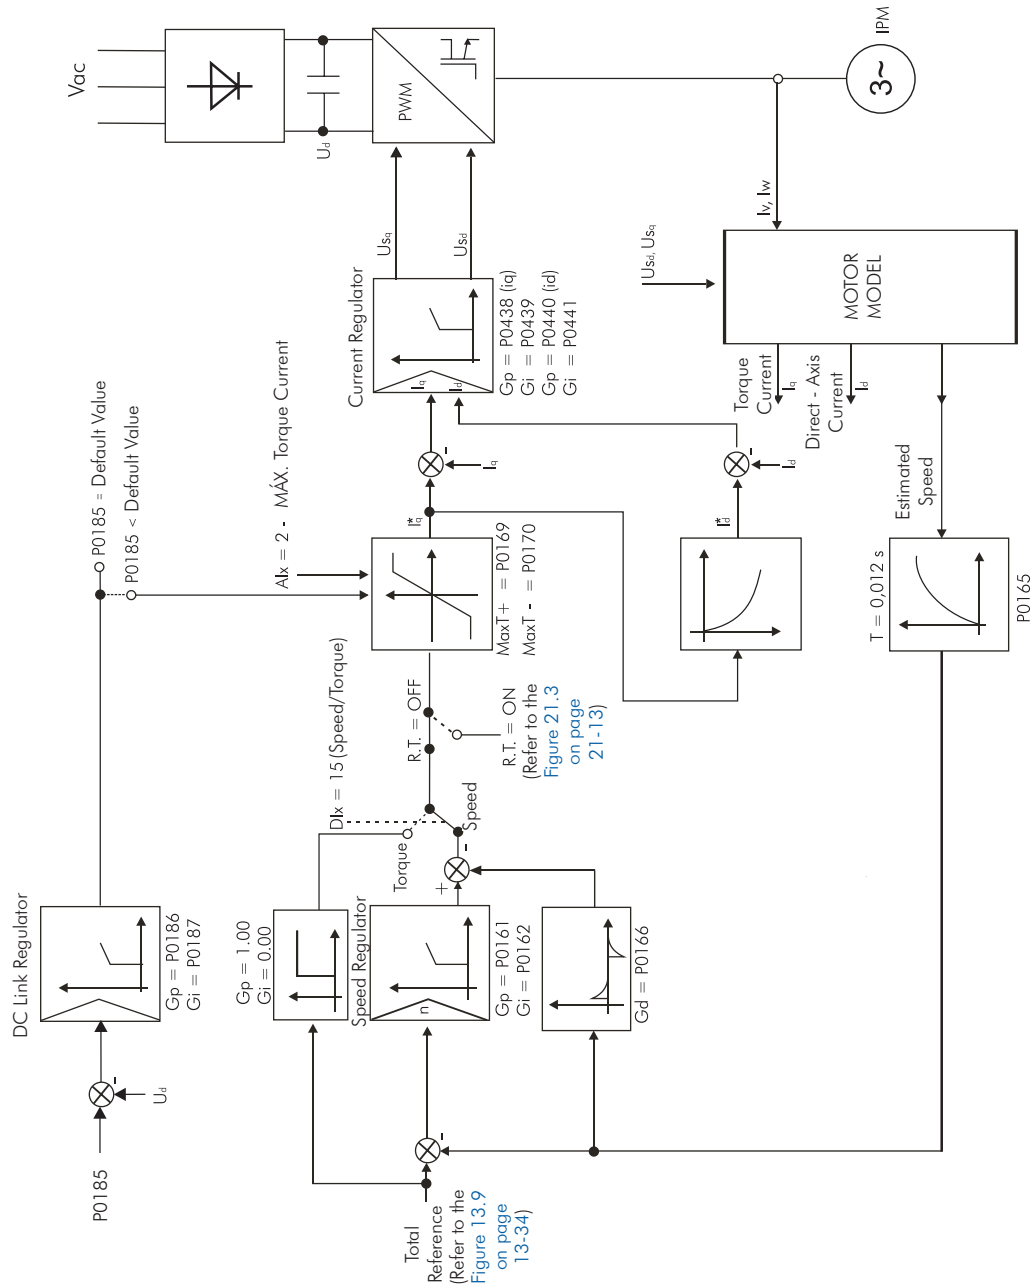 DC Link Regulator
P0185
Ud
-
Gp = P0186
Gi = P0187
P0185 = Default Value
P0185 < Default Value
AIx = 2 - MÁX. Torque Current
Vac
Ud
PWM
IPM
3~
Total
Reference
(Refer to the
Figure 13.9
on page
13-34)
-
Gp = 1.00
Gi = 0.00
Speed Regulator
n
Gp = P0161
Gi = P0162
Gd = P0166
+
-
Torque
Speed
DIx = 15 (Speed/Torque)
R.T. = OFF
R.T. = ON
(Refer to the
Figure 21.3
on page
21-13)
MaxT+ = P0169
MaxT - = P0170
I*q
-
Iq
Current Regulator
Iq
Id
Gp = P0438 (iq)
Gi = P0439
Gp = P0440 (id)
Gi = P0441
Usq
Usd
I*d
-
Id
Usd, Usq
Iv, Iw
MOTOR
MODEL
Torque
Current
Iq
Direct - Axis
Current
Id
Estimated
Speed
T = 0,012 s
P0165